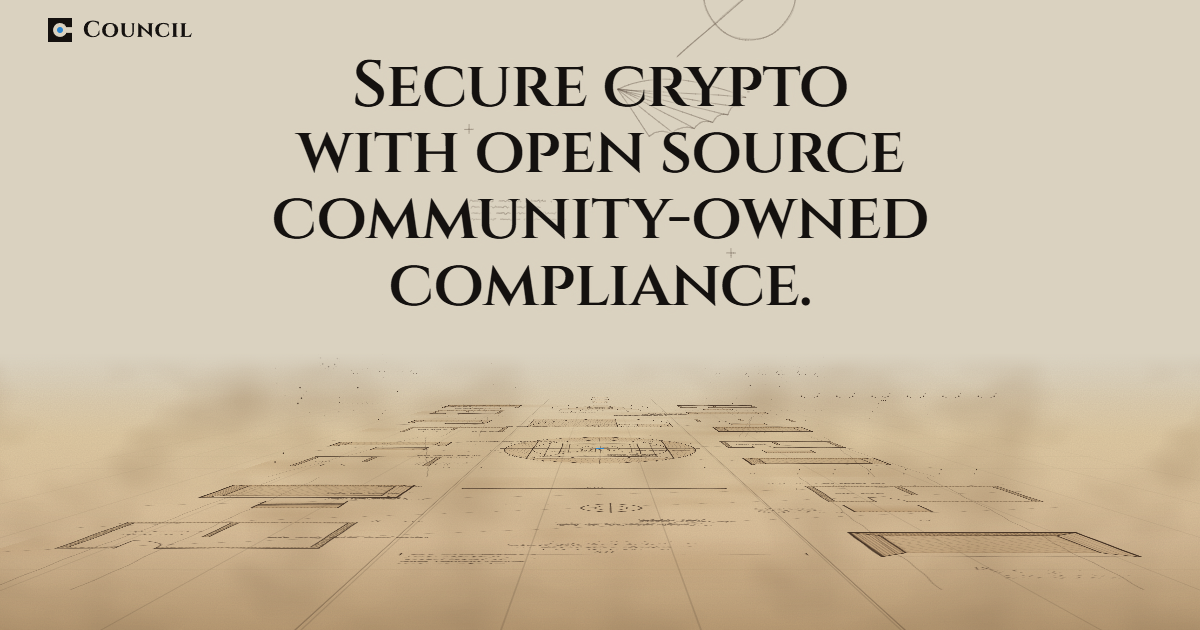 Council
Secure crypto
with open source
community-owned
compliance.